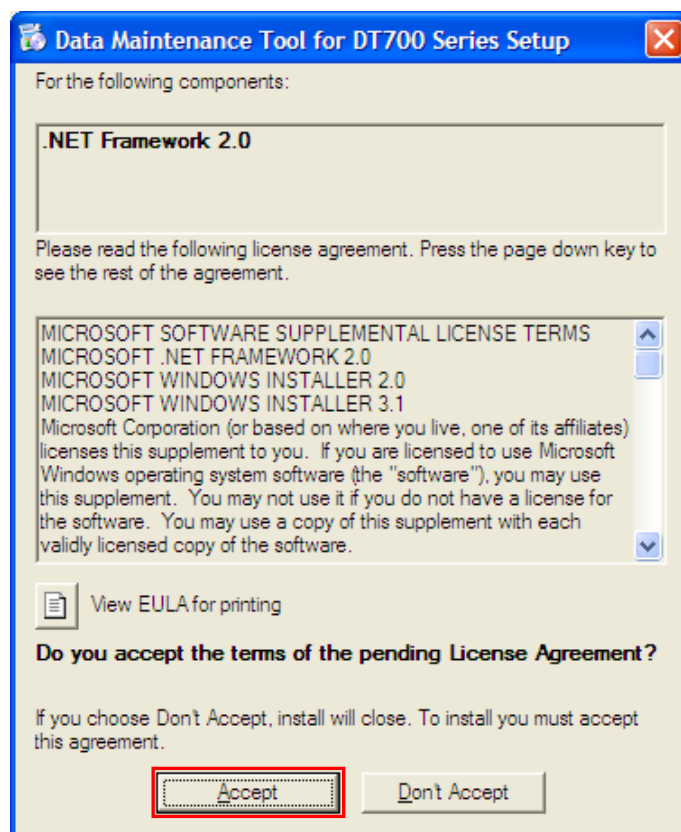 Data Maintenance Tool for DT700 Series Setup
For the following components:
.NET Framework 2.0
Please read the following license agreement. Press the page down key to
see the rest of the agreement.
MICROSOFT SOFTWARE SUPPLEMENTAL LICENSE TERMS
MICROSOFT .NET FRAMEWORK 2.0
MICROSOFT WINDOWS INSTALLER 2.0
MICROSOFT WINDOWS INSTALLER 3.1
Microsoft Corporation (or based on where you live, one of its affiliates)
licenses this supplement to you.  If you are licensed to use Microsoft
Windows operating system software (the "software"), you may use
this supplement.  You may not use it if you do not have a license for
the software.  You may use a copy of this supplement with each
validly licensed copy of the software.
View EULA for printing
Do you accept the terms of the pending License Agreement?
If you choose Don't Accept, install will close. To install you must accept
this agreement.
Accept
Don't Accept